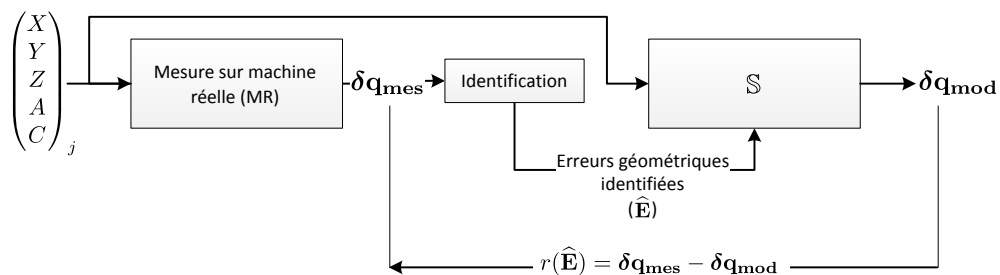 X
Y
Z
A
C
j
Mesure sur machine
réelle (MR)
δq_mes
Identification
𝕊
δq_mod
Erreurs géométriques
identifiées
(Ê)
r(Ê) = δq_mes − δq_mod